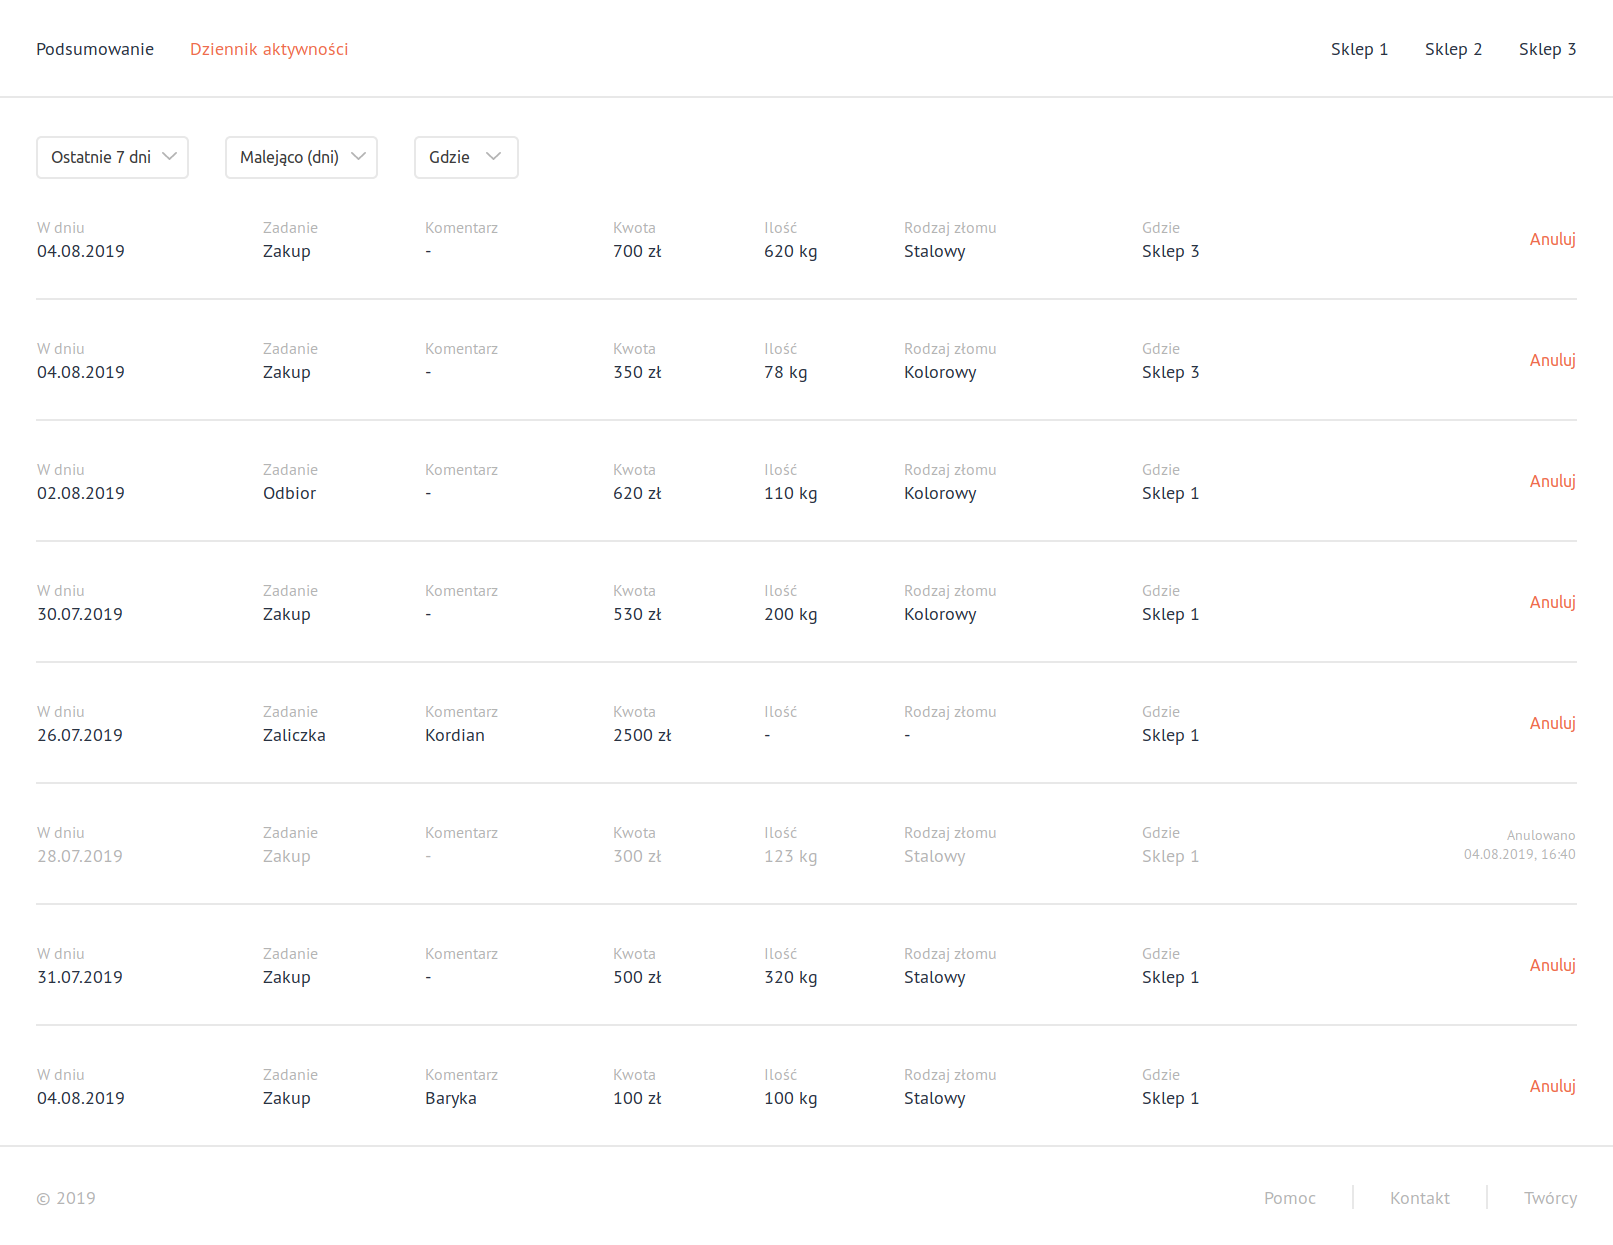 Podsumowanie Dziennik aktywności Sklep 1 Sklep 2 Sklep 3
Ostatnie 7 dni Malejąco (dni) Gdzie
W dniu Zadanie Komentarz Kwota Ilość Rodzaj złomu Gdzie
04.08.2019 Zakup - 700 zł 620 kg Stalowy Sklep 3
Anuluj
W dniu Zadanie Komentarz Kwota Ilość Rodzaj złomu Gdzie
04.08.2019 Zakup - 350 zł 78 kg Kolorowy Sklep 3
Anuluj
W dniu Zadanie Komentarz Kwota Ilość Rodzaj złomu Gdzie
02.08.2019 Odbior - 620 zł 110 kg Kolorowy Sklep 1
Anuluj
W dniu Zadanie Komentarz Kwota Ilość Rodzaj złomu Gdzie
30.07.2019 Zakup - 530 zł 200 kg Kolorowy Sklep 1
Anuluj
W dniu Zadanie Komentarz Kwota Ilość Rodzaj złomu Gdzie
26.07.2019 Zaliczka Kordian 2500 zł - - Sklep 1
Anuluj
W dniu Zadanie Komentarz Kwota Ilość Rodzaj złomu Gdzie
28.07.2019 Zakup - 300 zł 123 kg Stalowy Sklep 1
Anulowano
04.08.2019, 16:40
W dniu Zadanie Komentarz Kwota Ilość Rodzaj złomu Gdzie
31.07.2019 Zakup - 500 zł 320 kg Stalowy Sklep 1
Anuluj
W dniu Zadanie Komentarz Kwota Ilość Rodzaj złomu Gdzie
04.08.2019 Zakup Baryka 100 zł 100 kg Stalowy Sklep 1
Anuluj
© 2019 Pomoc Kontakt Twórcy